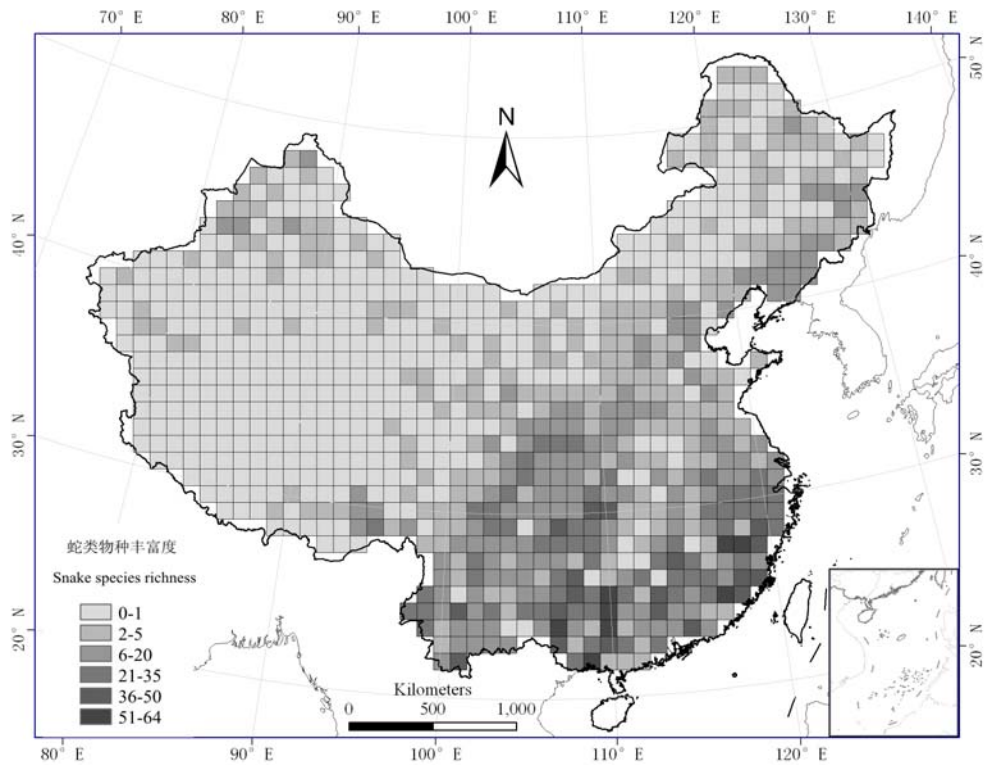 70° E 80° E 90° E 100° E 110° E 120° E 130° E 140° E
50° N
N
40° N
40° N
30° N
30° N
蛇类物种丰富度
Snake species richness
0-1
2-5
6-20
21-35
36-50
51-64
20° N
20° N
Kilometers
0 500 1,000
80° E 90° E 100° E 110° E 120° E